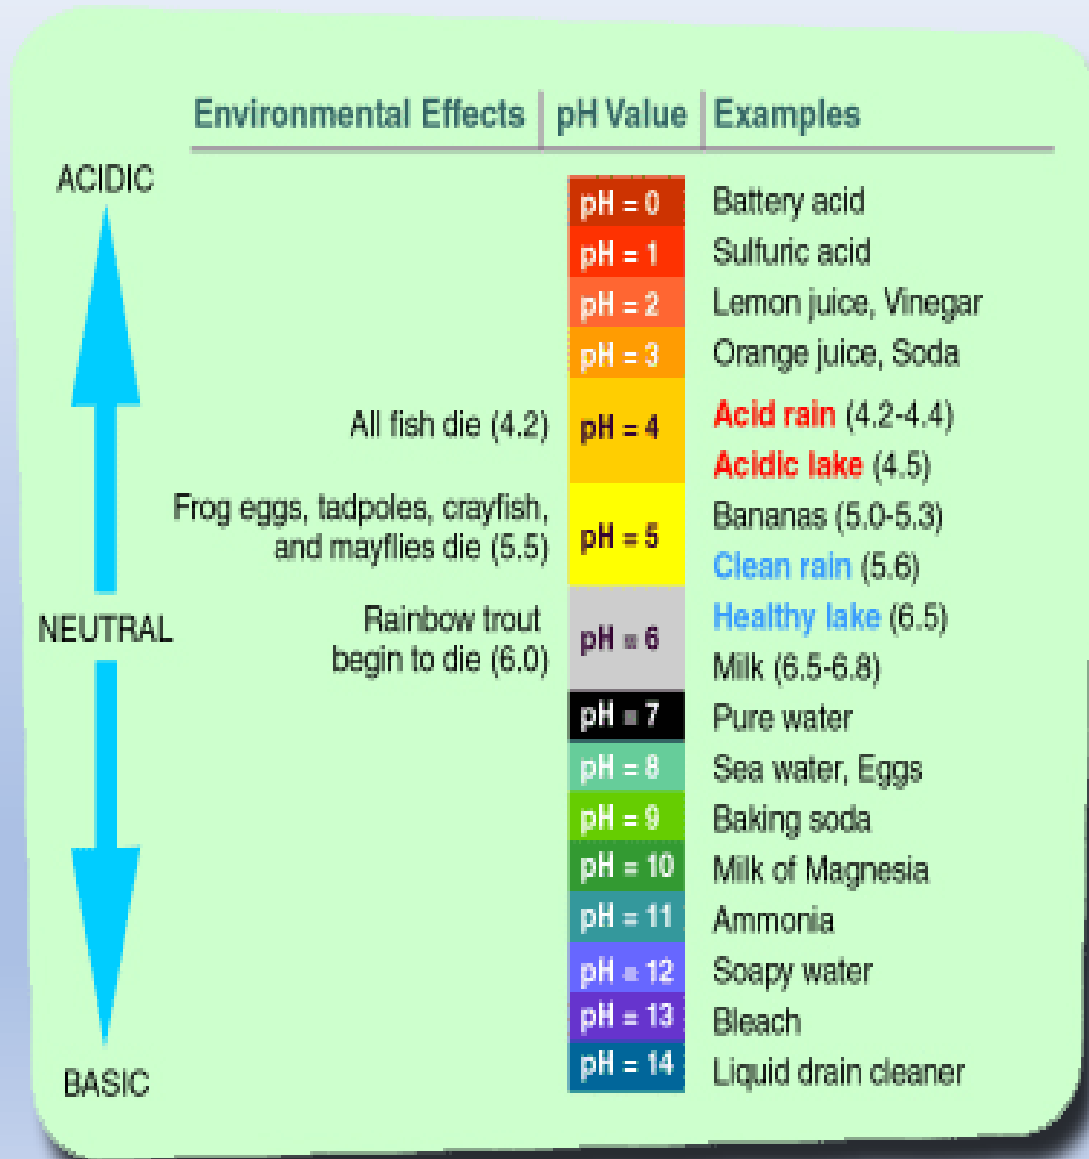 Environmental Effects pH Value Examples
ACIDIC
pH = 0 Battery acid
pH = 1 Sulfuric acid
pH = 2 Lemon juice, Vinegar
pH = 3 Orange juice, Soda
All fish die (4.2) pH = 4 Acid rain (4.2-4.4)
Acidic lake (4.5)
Frog eggs, tadpoles, crayfish,
and mayflies die (5.5) pH = 5 Bananas (5.0-5.3)
Clean rain (5.6)
NEUTRAL
Rainbow trout
begin to die (6.0) pH = 6 Healthy lake (6.5)
Milk (6.5-6.8)
pH = 7 Pure water
pH = 8 Sea water, Eggs
pH = 9 Baking soda
pH = 10 Milk of Magnesia
pH = 11 Ammonia
pH = 12 Soapy water
pH = 13 Bleach
pH = 14 Liquid drain cleaner
BASIC